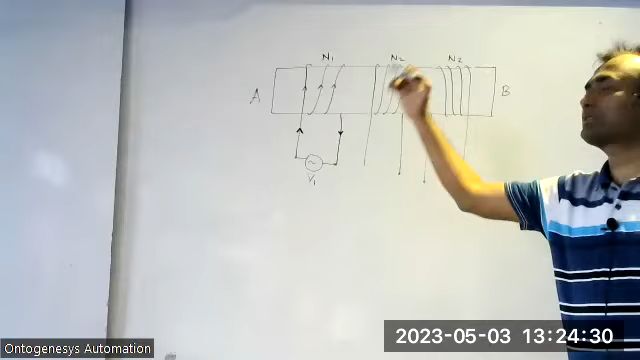 N₁ N₂ N₃
A B
V₁
Ontogenesys Automation
2023-05-03 13:24:30